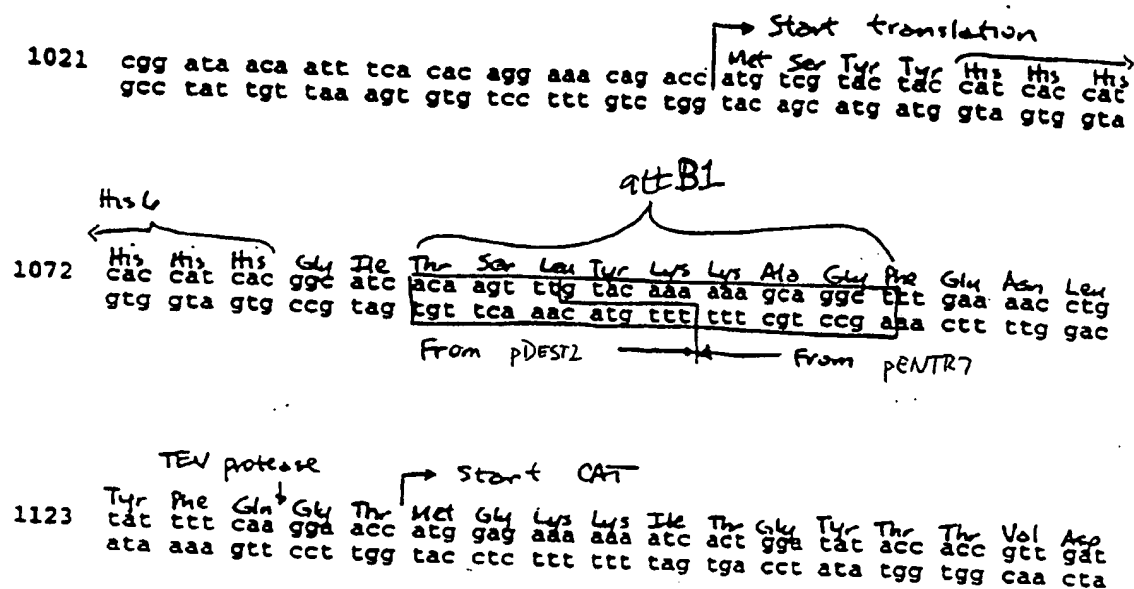 Start translation
Met Ser Tyr Tyr His His His
1021 cgg ata aca att tca cac agg aaa cag acc atg tcg tac tac cat cac cat
gcc tat tgt taa agt gtg tcc ttt gtc tgg tac agc atg atg gta gtg gta
attB1
His6
His His His Gly Ile Thr Ser Leu Tyr Lys Lys Ala Gly Phe Glu Asn Leu
1072 cac cat cac ggc atc aca agt ttg tac aaa aaa gca ggc ttt gaa aac ctg
gtg gta gtg ccg tag tgt tca aac atg ttt ttt cgt ccg aaa ctt ttg gac
From pDEST2 From pENTR7
TEV protease Start CAT
Tyr Phe Gln Gly Thr Met Gly Lys Lys Ile Thr Gly Tyr Thr Thr Val Asp
1123 tat ttt caa gga acc atg gag aaa aaa atc act gga tat acc acc gtt gat
ata aaa gtt cct tgg tac ctc ttt ttt tag tga cct ata tgg tgg caa cta